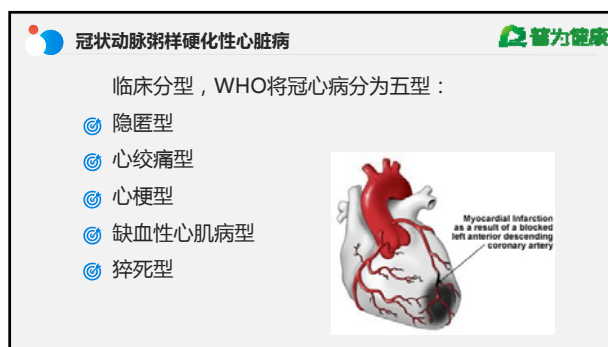 冠状动脉粥样硬化性心脏病
普为健康
临床分型，WHO将冠心病分为五型：
隐匿型
心绞痛型
心梗型
缺血性心肌病型
猝死型
Myocardial Infarction
as a result of a blocked
left anterior descending
coronary artery